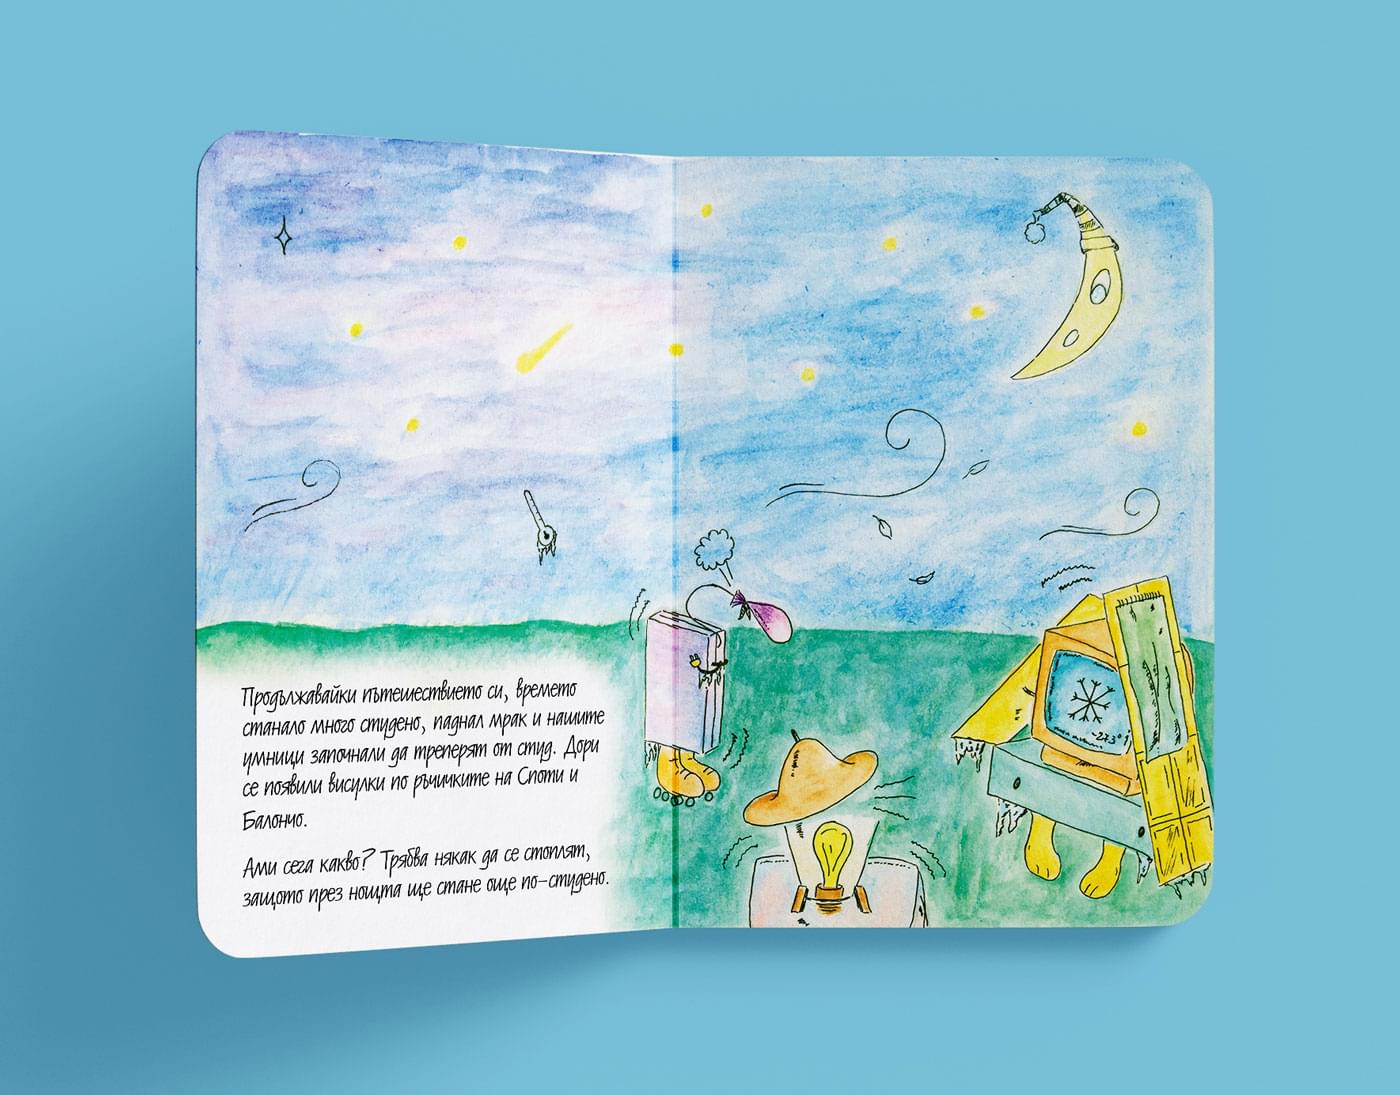 Продължавайки пътешествието си, времето
станало много студено, паднал мрак и нашите
умници започнали да треперят от студ. Дори
се появили висулки по ръчичките на Споти и
Балончо.
Ами сега какво? Трябва някак да се стоплят,
защото през нощта ще стане още по-студено.
-273°